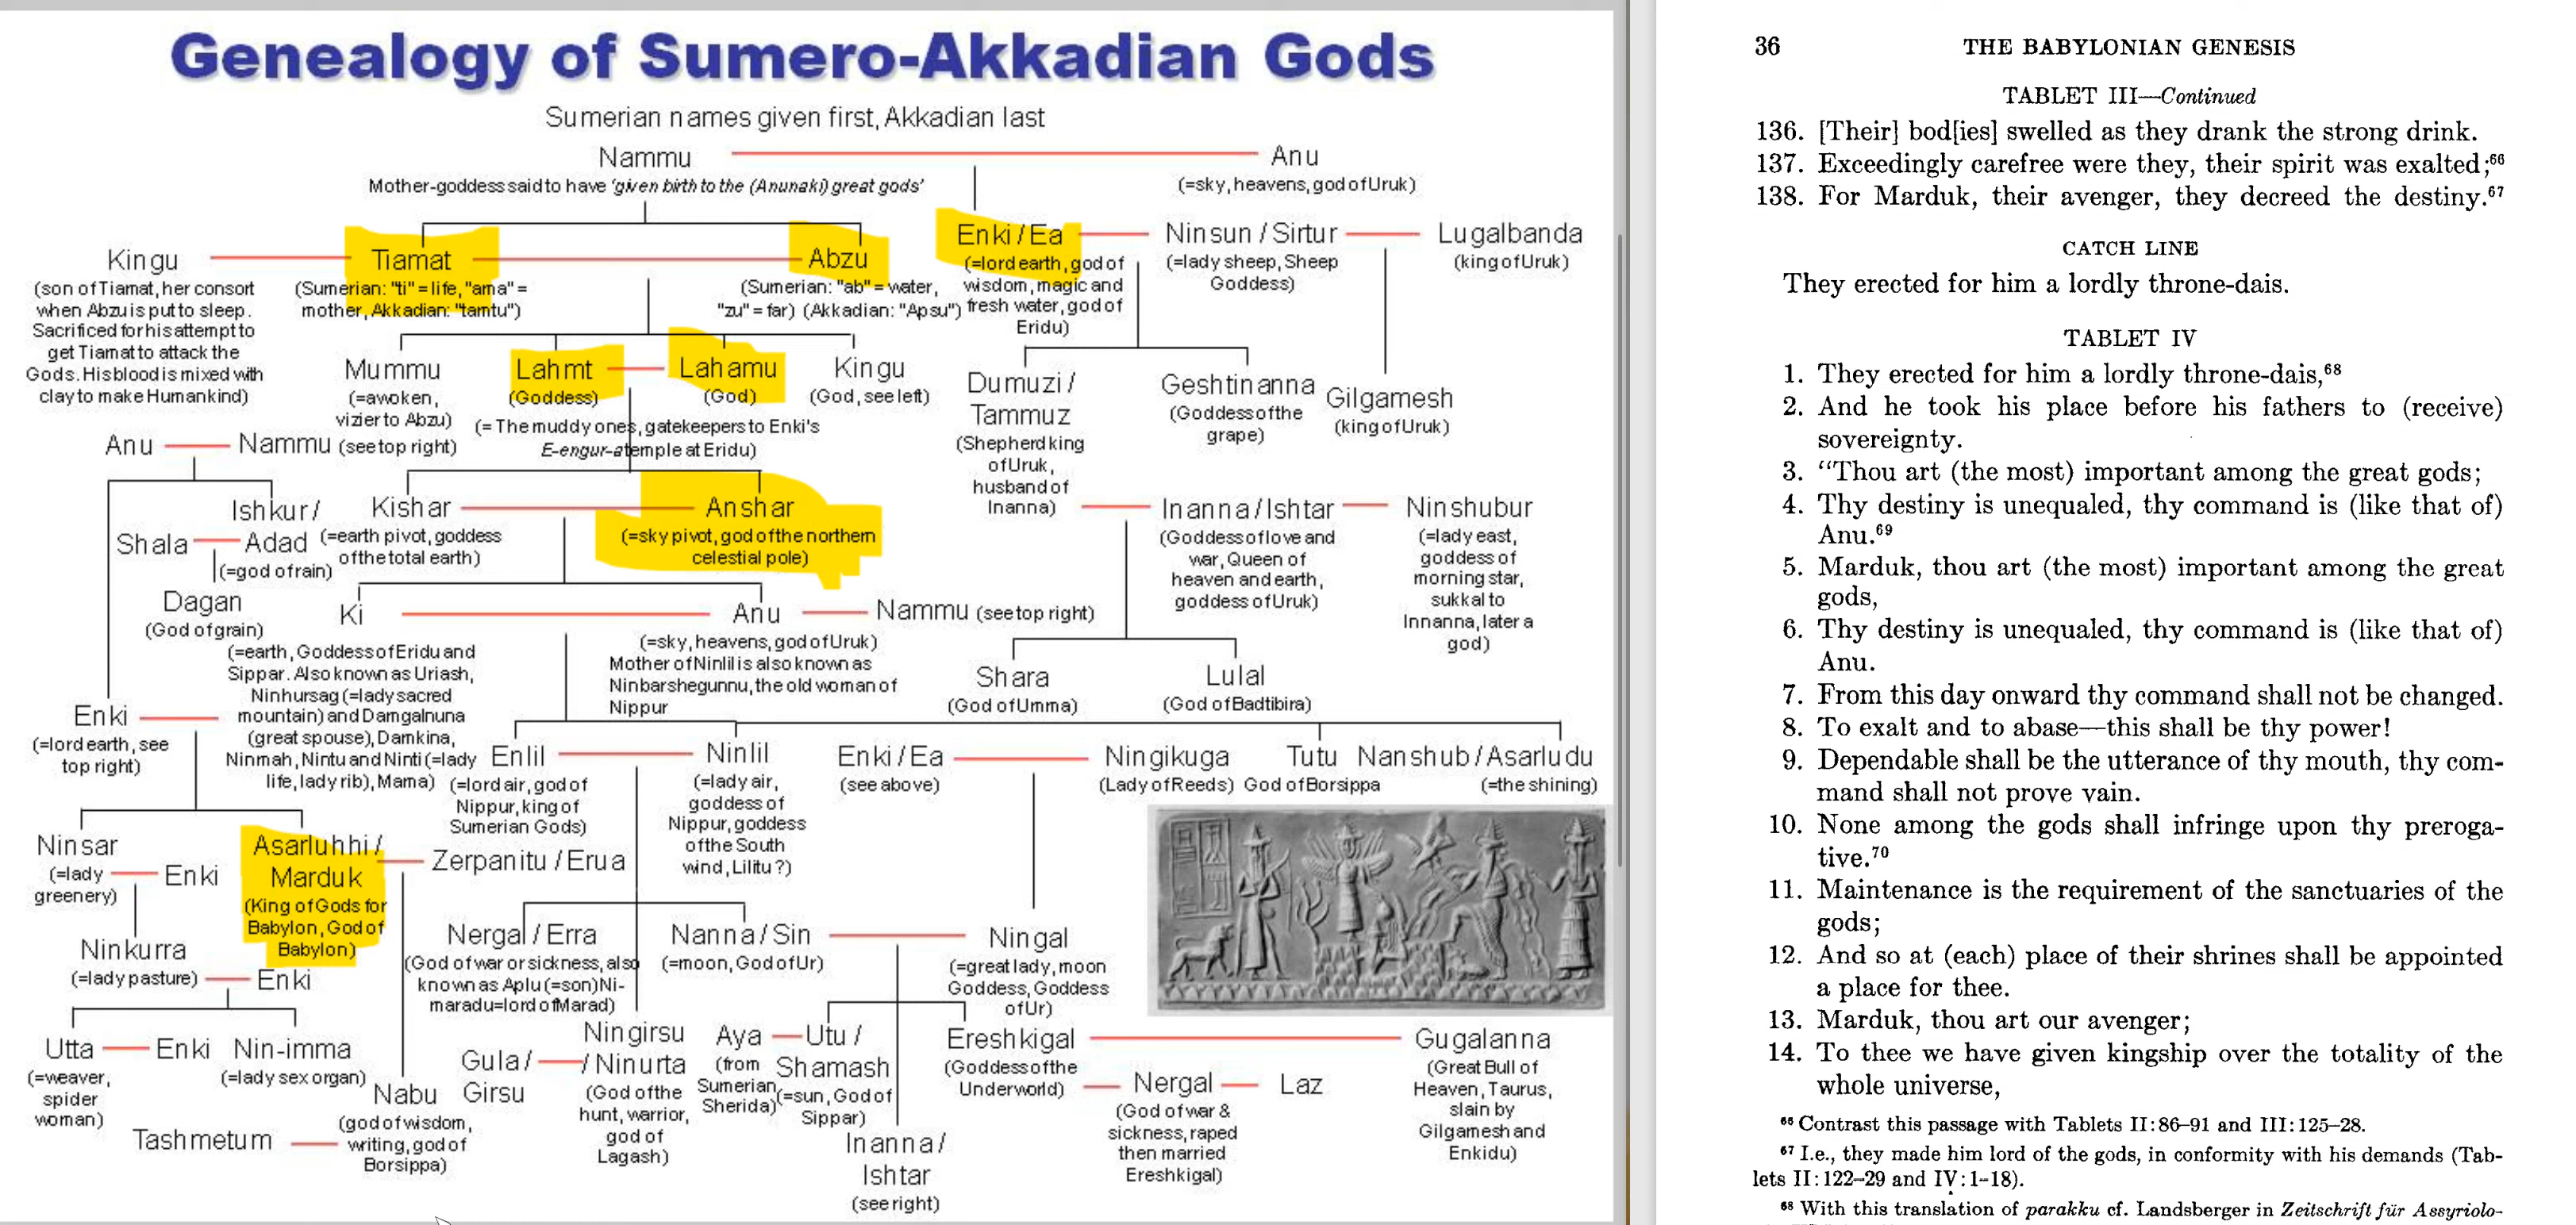 Genealogy of Sumero-Akkadian Gods
Sumerian names given first, Akkadian last
Nammu
Mother-goddess said to have 'given birth to the (Anunaki) great gods'
Anu
(=sky, heavens, god of Uruk)
Kingu
(son of Tiamat, her consort
when Abzu is put to sleep.
Sacrificed for his attempt to
get Tiamat to attack the
Gods. His blood is mixed with
clay to make Humankind)
Tiamat
(Sumerian: "ti" = life, "ama" =
mother, Akkadian: "tamtu")
Abzu
(Sumerian: "ab" = water,
"zu" = far) (Akkadian: "Apsu")
Enki / Ea
(=lord earth, god of
wisdom, magic and
fresh water, god of
Eridu)
Ninsun / Sirtur
(=lady sheep, Sheep
Goddess)
Lugalbanda
(king of Uruk)
Mummu
(=awoken,
vizier to Abzu)
Lahmt
(Goddess)
Lahamu
(God)
(= The muddy ones, gatekeepers to Enki's
E-engur-a temple at Eridu)
Kingu
(God, see left)
Dumuzi /
Tammuz
(Shepherd king
of Uruk,
husband of
Inanna)
Geshtinanna
(Goddess of the
grape)
Gilgamesh
(king of Uruk)
Anu
Nammu (see top right)
Ishkur /
Adad
(=god of rain)
Shala
Dagan
(God of grain)
Kishar
(=earth pivot, goddess
of the total earth)
Anshar
(=sky pivot, god of the northern
celestial pole)
Inanna / Ishtar
(Goddess of love and
war, Queen of
heaven and earth,
goddess of Uruk)
Ninshubur
(=lady east,
goddess of
morning star,
sukkal to
Innanna, later a
god)
Ki
(=earth, Goddess of Eridu and
Sippar. Also known as Uriash,
Ninhursag (=lady sacred
mountain) and Damgalnuna
(great spouse), Damkina,
Ninmah, Nintu and Ninti (=lady
life, lady rib), Mama)
Anu
(=sky, heavens, god of Uruk)
Mother of Ninlil is also known as
Ninbarshegunnu, the old woman of
Nippur
Nammu (see top right)
Shara
(God of Umma)
Lulal
(God of Badtibira)
Enki
(=lord earth, see
top right)
Enlil
(=lord air, god of
Nippur, king of
Sumerian Gods)
Ninlil
(=lady air,
goddess of
Nippur, goddess
of the South
wind, Lilitu ?)
Enki / Ea
(see above)
Ningikuga
(Lady of Reeds)
Tutu
God of Borsippa
Nanshub / Asarludu
(=the shining)
Ninsar
(=lady
greenery)
Enki
Asarluhhi /
Marduk
(King of Gods for
Babylon, God of
Babylon)
Zerpanitu / Erua
Ninkurra
(=lady pasture)
Enki
Nergal / Erra
(God of war or sickness, also
known as Aplu (=son) Ni-
maradu=lord of Marad)
Nanna / Sin
(=moon, God of Ur)
Ningal
(=great lady, moon
Goddess, Goddess
of Ur)
Utta
(=weaver,
spider
woman)
Enki
Nin-imma
(=lady sex organ)
Nabu
(god of wisdom,
writing, god of
Borsippa)
Tashmetum
Gula /
Girsu
Ningirsu
/ Ninurta
(God of the
hunt, warrior,
god of
Lagash)
Aya
(from
Sumerian
Sherida)
Utu /
Shamash
(=sun, God of
Sippar)
Inanna /
Ishtar
(see right)
Ereshkigal
(Goddess of the
Underworld)
Nergal
(God of war &
sickness, raped
then married
Ereshkigal)
Laz
Gugalanna
(Great Bull of
Heaven, Taurus,
slain by
Gilgamesh and
Enkidu)
36 THE BABYLONIAN GENESIS
TABLET III—Continued
136. [Their] bod[ies] swelled as they drank the strong drink.
137. Exceedingly carefree were they, their spirit was exalted;⁶⁶
138. For Marduk, their avenger, they decreed the destiny.⁶⁷
CATCH LINE
They erected for him a lordly throne-dais.
TABLET IV
1. They erected for him a lordly throne-dais,⁶⁸
2. And he took his place before his fathers to (receive)
sovereignty.
3. "Thou art (the most) important among the great gods;
4. Thy destiny is unequaled, thy command is (like that of)
Anu.⁶⁹
5. Marduk, thou art (the most) important among the great
gods,
6. Thy destiny is unequaled, thy command is (like that of)
Anu.
7. From this day onward thy command shall not be changed.
8. To exalt and to abase—this shall be thy power!
9. Dependable shall be the utterance of thy mouth, thy com-
mand shall not prove vain.
10. None among the gods shall infringe upon thy preroga-
tive.⁷⁰
11. Maintenance is the requirement of the sanctuaries of the
gods;
12. And so at (each) place of their shrines shall be appointed
a place for thee.
13. Marduk, thou art our avenger;
14. To thee we have given kingship over the totality of the
whole universe,
⁶⁶ Contrast this passage with Tablets II:86–91 and III:125–28.
⁶⁷ I.e., they made him lord of the gods, in conformity with his demands (Tab-
lets II:122–29 and IV:1–18).
⁶⁸ With this translation of parakku cf. Landsberger in Zeitschrift für Assyriolo-